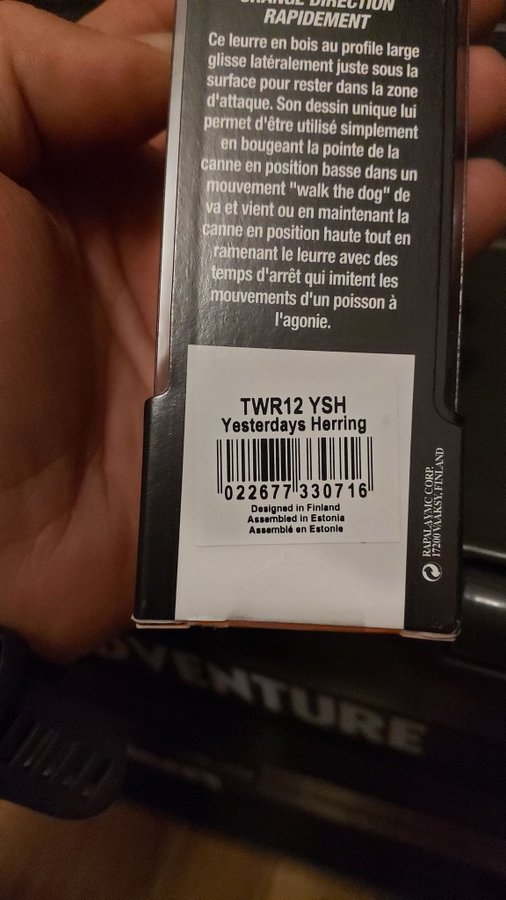 CHANGE DIRECTION
RAPIDEMENT
Ce leurre en bois au profile large
glisse latéralement juste sous la
surface pour rester dans la zone
d'attaque. Son dessin unique lui
permet d'être utilisé simplement
en bougeant la pointe de la
canne en position basse dans un
mouvement "walk the dog" de
va et vient ou en maintenant la
canne en position haute tout en
ramenant le leurre avec des
temps d'arrêt qui imitent les
mouvements d'un poisson à
l'agonie.
TWR12 YSH
Yesterdays Herring
022677 330716
Designed in Finland
Assembled in Estonia
Assemblé en Estonie
RAPALA VMC CORP.
17200 VÄÄKSY, FINLAND
DVENTURE